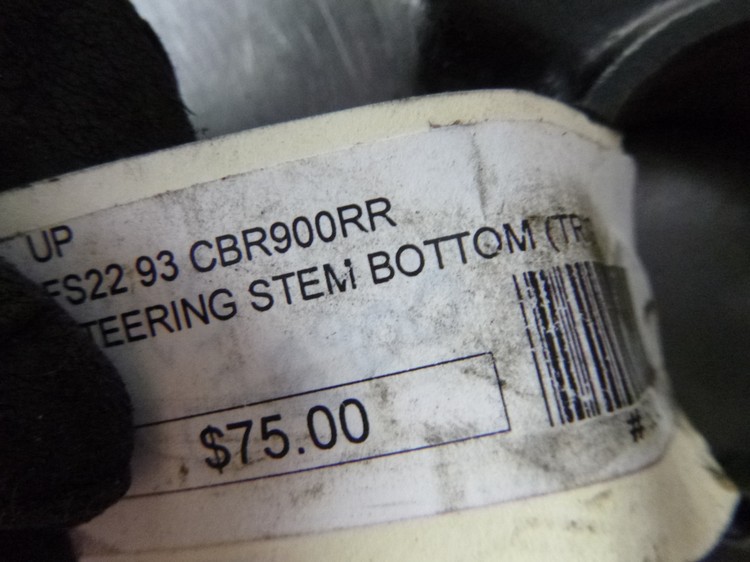 UP
FS22 93 CBR900RR
TEERING STEM BOTTOM (TR
$75.00
#